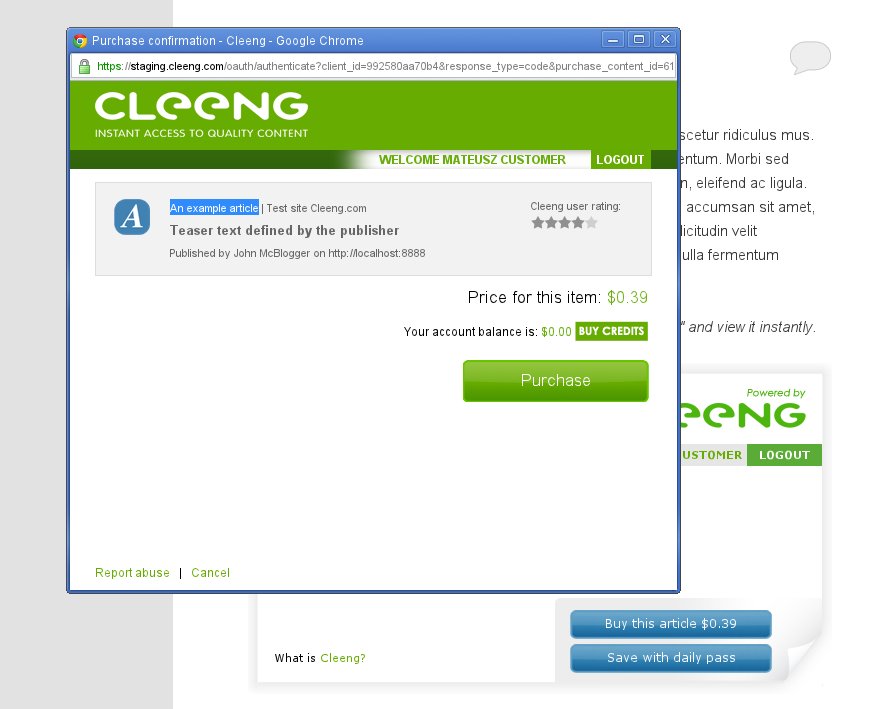 Purchase confirmation - Cleeng - Google Chrome
https://staging.cleeng.com/oauth/authenticate?client_id=992580aa70b4&response_type=code&purchase_content_id=61
CLEENG
INSTANT ACCESS TO QUALITY CONTENT
WELCOME MATEUSZ CUSTOMER LOGOUT
A
An example article | Test site Cleeng.com
Teaser text defined by the publisher
Published by John McBlogger on http://localhost:8888
Cleeng user rating:
Price for this item: $0.39
Your account balance is: $0.00 BUY CREDITS
Purchase
Report abuse | Cancel
scetur ridiculus mus.
entum. Morbi sed
n, eleifend ac ligula.
accumsan sit amet,
licitudin velit
ulla fermentum
" and view it instantly.
Powered by
eeNG
USTOMER LOGOUT
Buy this article $0.39
What is Cleeng?
Save with daily pass